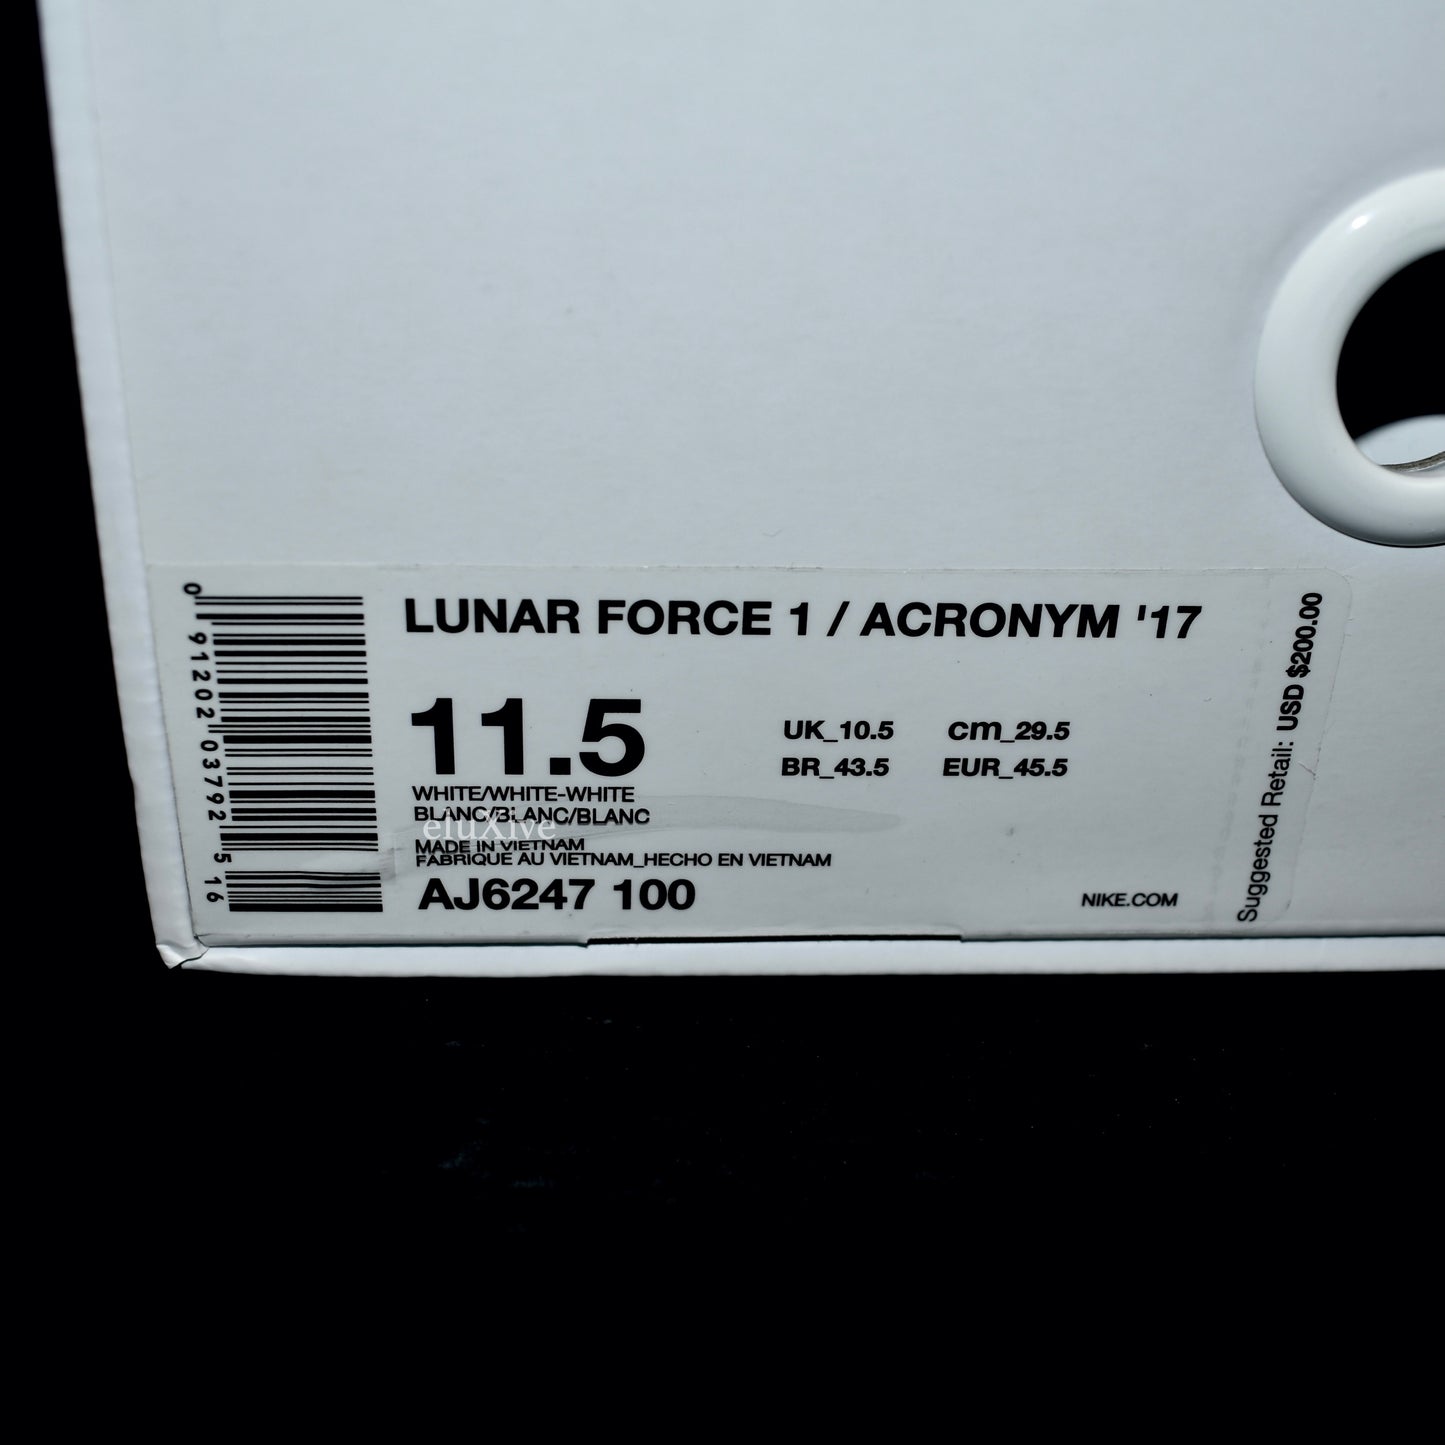 LUNAR FORCE 1 / ACRONYM '17
11.5
UK_10.5 cm_29.5
BR_43.5 EUR_45.5
WHITE/WHITE-WHITE
BLANC/BLANC/BLANC
eluXive
MADE IN VIETNAM
FABRIQUE AU VIETNAM_HECHO EN VIETNAM
AJ6247 100
NIKE.COM
0 91202 03792 5 16
Suggested Retail: USD $200.00